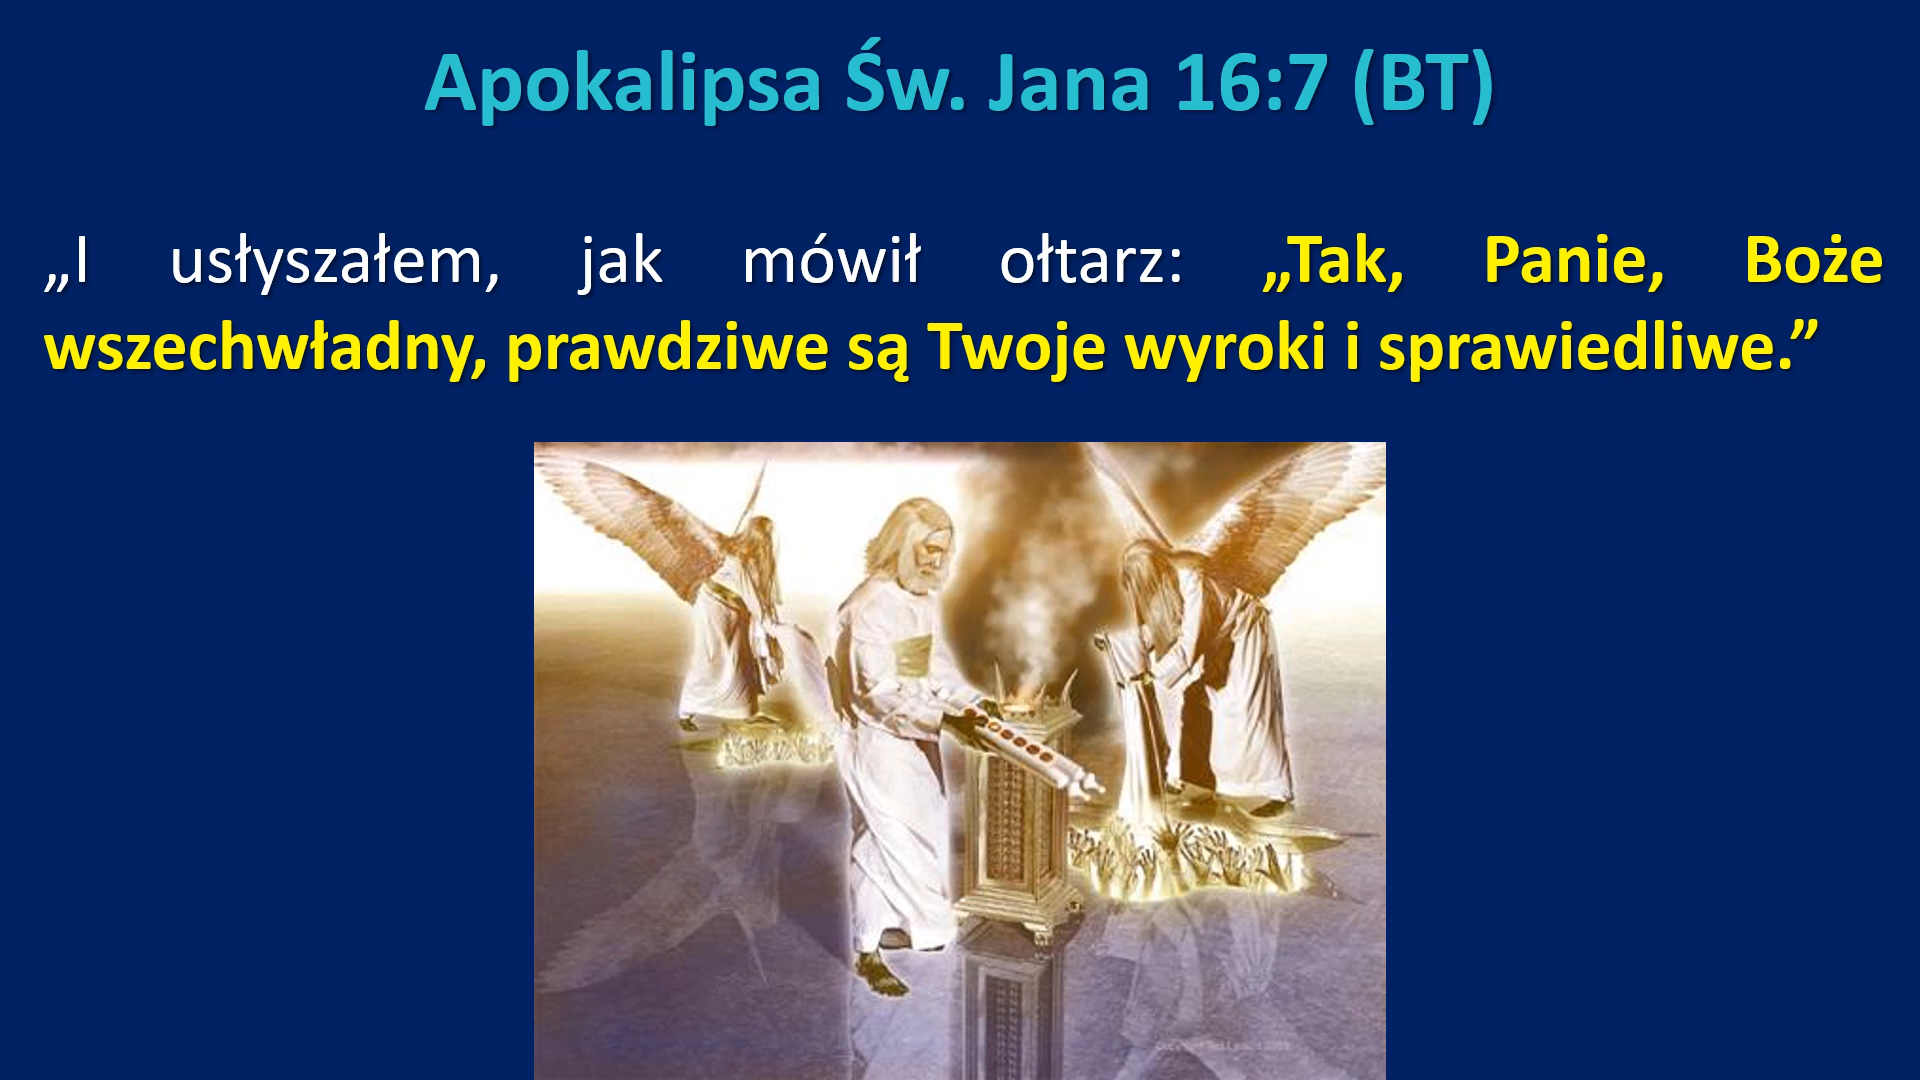 Apokalipsa Św. Jana 16:7 (BT)
„I usłyszałem, jak mówił ołtarz: „Tak, Panie, Boże
wszechwładny, prawdziwe są Twoje wyroki i sprawiedliwe.”
Copyright